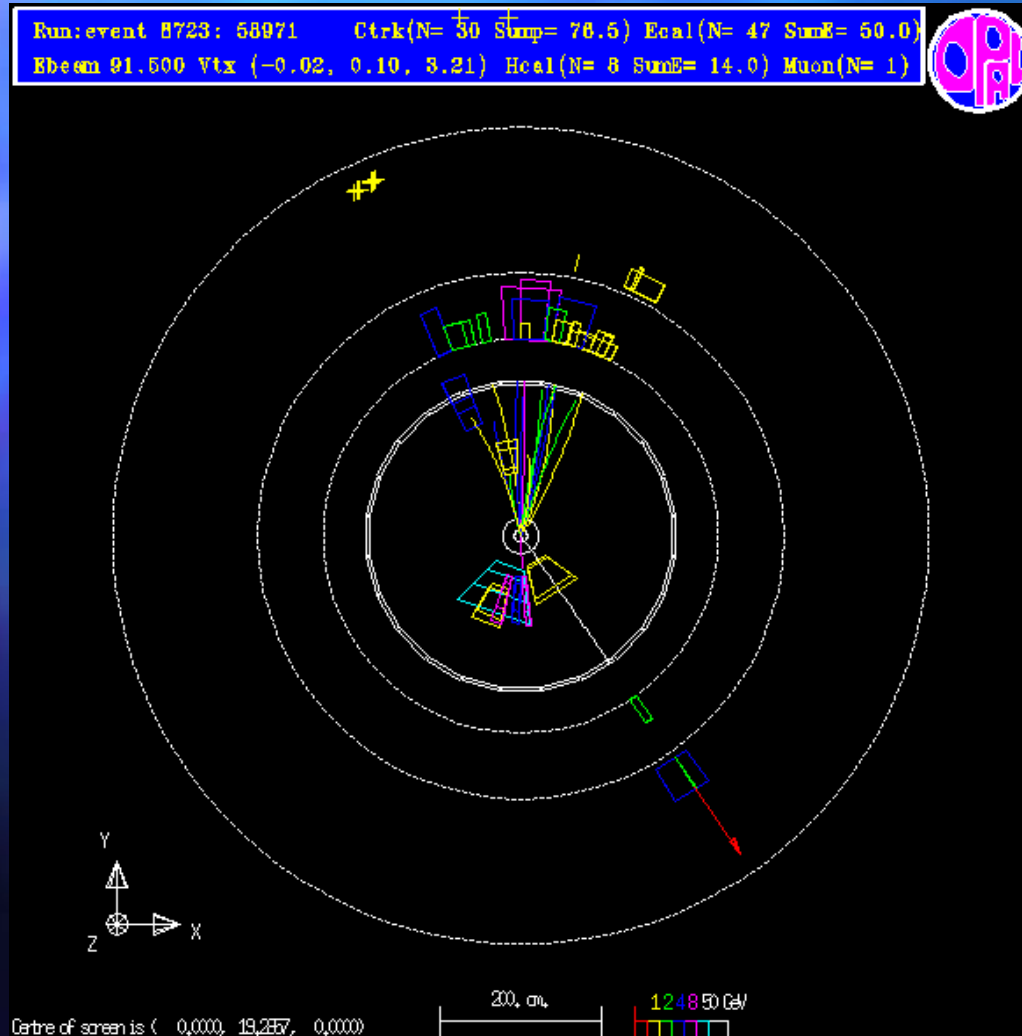 Run:event 8723: 58971 Ctrk(N= 30 Sump= 76.5) Ecal(N= 47 SumE= 50.0)
Ebeam 91.500 Vtx (-0.02, 0.10, 3.21) Hcal(N= 8 SumE= 14.0) Muon(N= 1)
OPAL
Y
X
Z
200. cm.
1 2 4 8 50 GeV
Centre of screen is ( 0.0000, 19.2857, 0.0000)